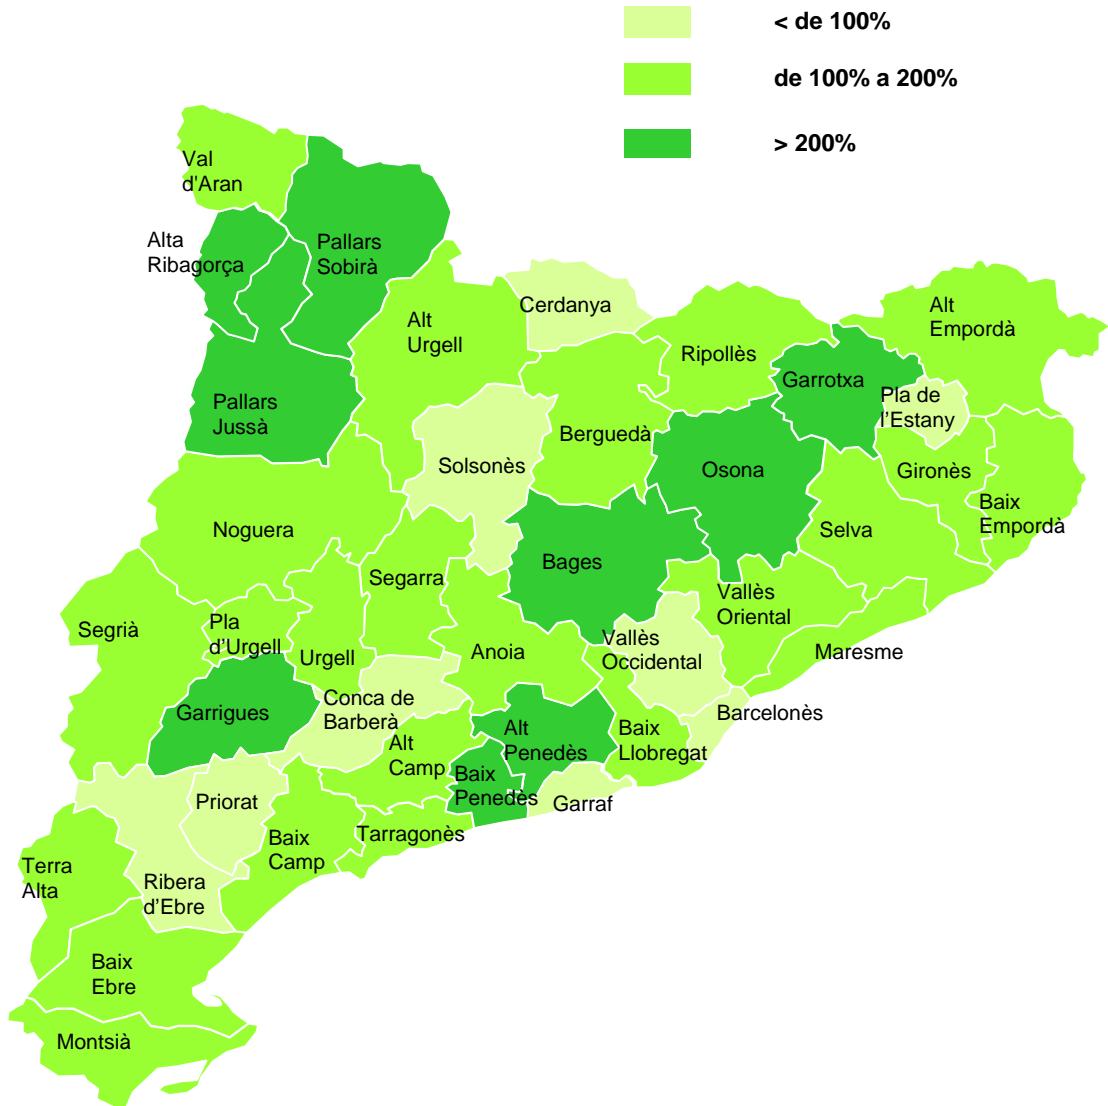 < de 100%
de 100% a 200%
> 200%
Val
d'Aran
Alta
Ribagorça
Pallars
Sobirà
Alt
Urgell
Cerdanya
Ripollès
Alt
Empordà
Garrotxa
Pla de
l'Estany
Pallars
Jussà
Berguedà
Solsonès
Osona
Gironès
Baix
Empordà
Noguera
Selva
Bages
Segarra
Vallès
Oriental
Segrià
Pla
d’Urgell
Urgell
Anoia
Vallès
Occidental
Maresme
Garrigues
Conca de
Barberà
Alt
Penedès
Baix
Llobregat
Barcelonès
Alt
Camp
Baix
Penedès
Garraf
Priorat
Baix
Camp
Tarragonès
Terra
Alta
Ribera
d’Ebre
Baix
Ebre
Montsià